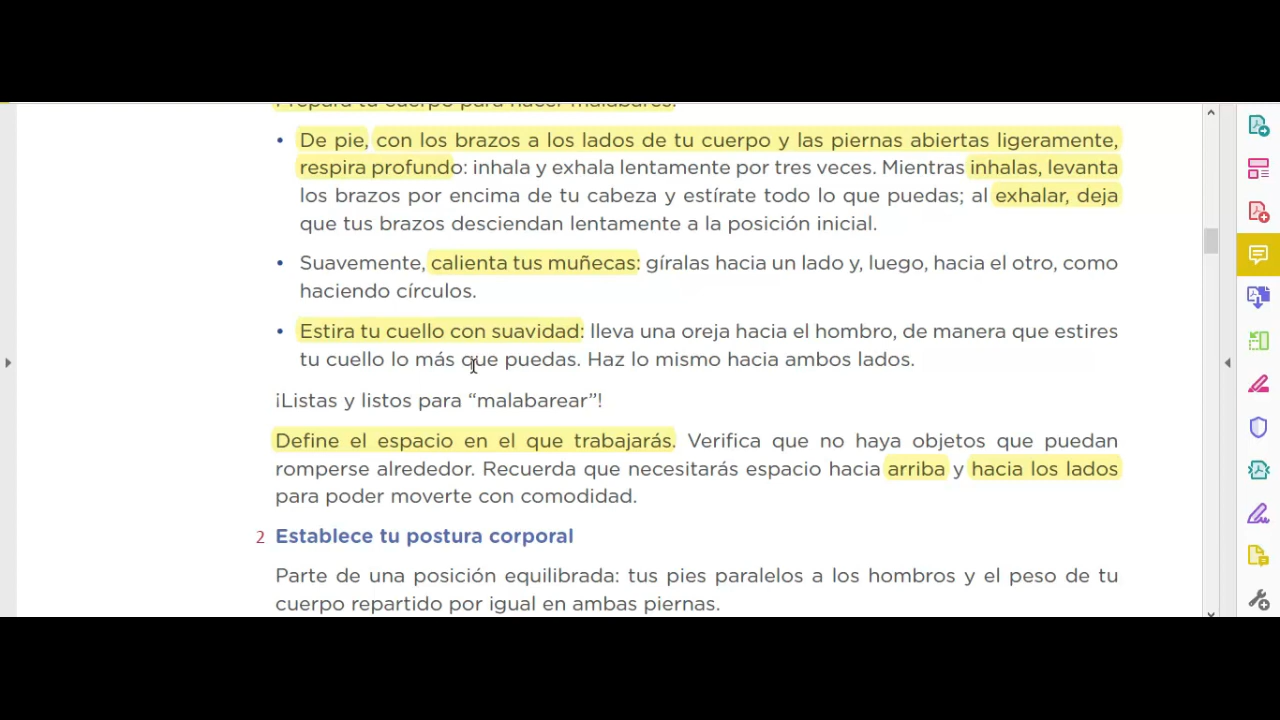 Prepara tu cuerpo para hacer malabares.
• De pie, con los brazos a los lados de tu cuerpo y las piernas abiertas ligeramente,
respira profundo: inhala y exhala lentamente por tres veces. Mientras inhalas, levanta
los brazos por encima de tu cabeza y estírate todo lo que puedas; al exhalar, deja
que tus brazos desciendan lentamente a la posición inicial.
• Suavemente, calienta tus muñecas: gíralas hacia un lado y, luego, hacia el otro, como
haciendo círculos.
• Estira tu cuello con suavidad: lleva una oreja hacia el hombro, de manera que estires
tu cuello lo más que puedas. Haz lo mismo hacia ambos lados.
¡Listas y listos para “malabarear”!
Define el espacio en el que trabajarás. Verifica que no haya objetos que puedan
romperse alrededor. Recuerda que necesitarás espacio hacia arriba y hacia los lados
para poder moverte con comodidad.
2 Establece tu postura corporal
Parte de una posición equilibrada: tus pies paralelos a los hombros y el peso de tu
cuerpo repartido por igual en ambas piernas.